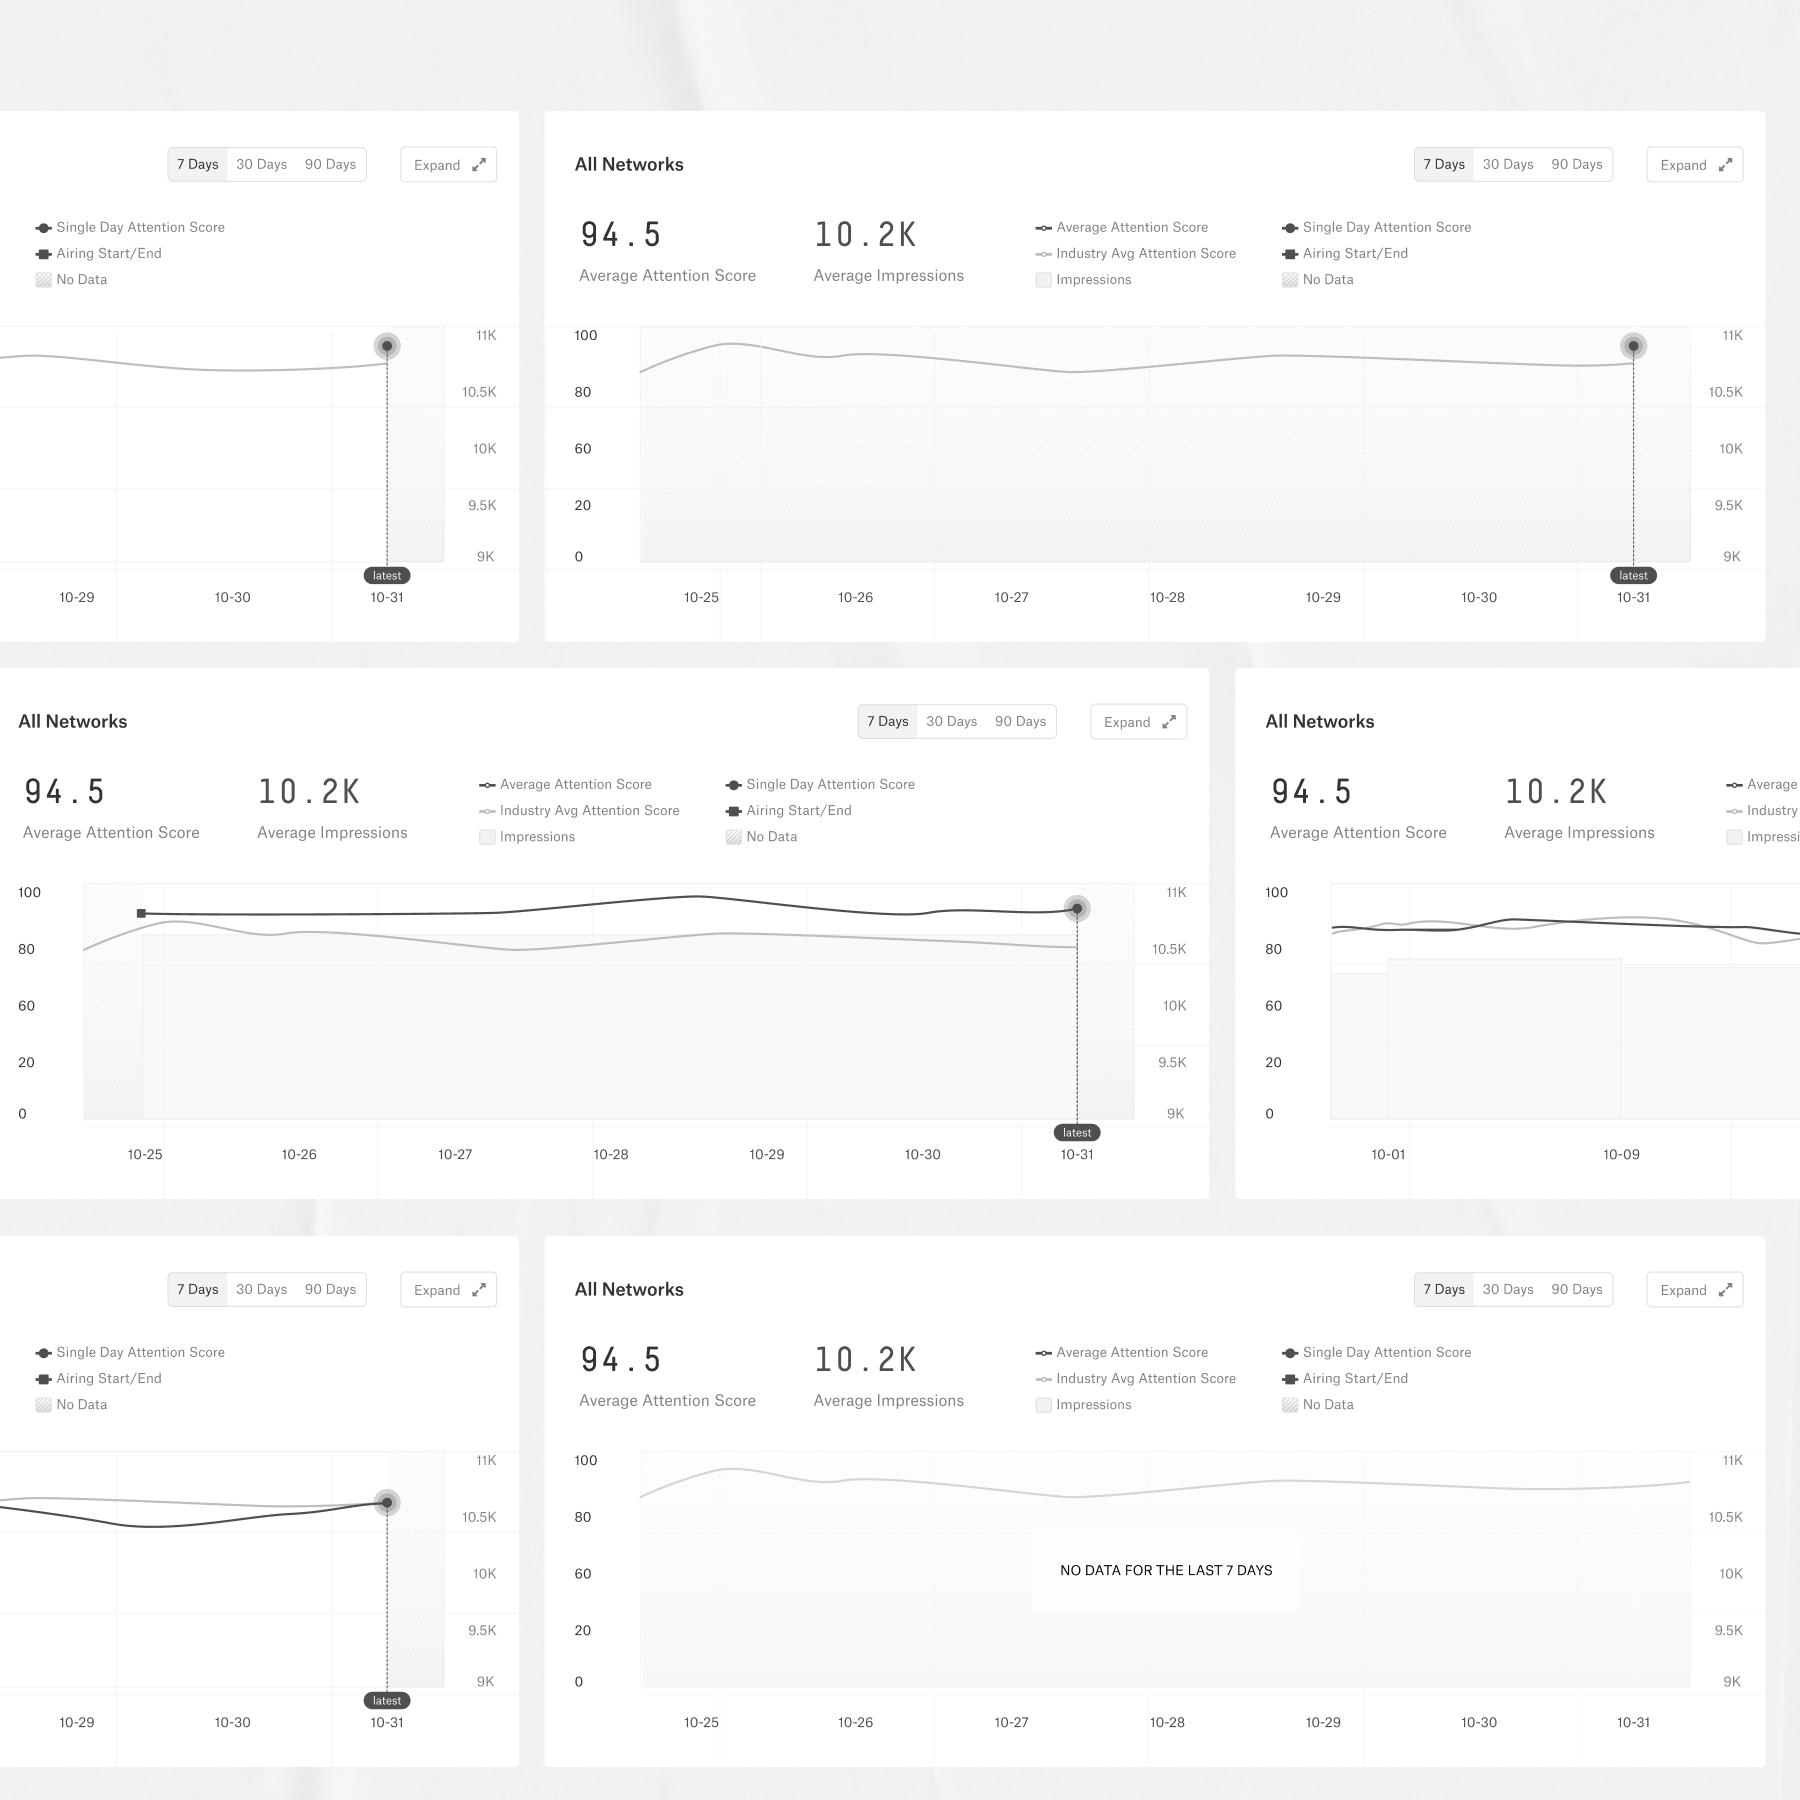 7 Days 30 Days 90 Days Expand
Single Day Attention Score
Airing Start/End
No Data
11K
10.5K
10K
9.5K
9K
latest
10-29 10-30 10-31
All Networks
7 Days 30 Days 90 Days Expand
94.5 10.2K
Average Attention Score Average Impressions
Average Attention Score Single Day Attention Score
Industry Avg Attention Score Airing Start/End
Impressions No Data
100 11K
80 10.5K
60 10K
20 9.5K
0 9K
latest
10-25 10-26 10-27 10-28 10-29 10-30 10-31
All Networks
7 Days 30 Days 90 Days Expand
94.5 10.2K
Average Attention Score Average Impressions
Average Attention Score Single Day Attention Score
Industry Avg Attention Score Airing Start/End
Impressions No Data
100 11K
80 10.5K
60 10K
20 9.5K
0 9K
latest
10-25 10-26 10-27 10-28 10-29 10-30 10-31
All Networks
94.5 10.2K
Average Attention Score Average Impressions
Average
Industry
Impressi
100
80
60
20
0
10-01 10-09
7 Days 30 Days 90 Days Expand
Single Day Attention Score
Airing Start/End
No Data
11K
10.5K
10K
9.5K
9K
latest
10-29 10-30 10-31
All Networks
7 Days 30 Days 90 Days Expand
94.5 10.2K
Average Attention Score Average Impressions
Average Attention Score Single Day Attention Score
Industry Avg Attention Score Airing Start/End
Impressions No Data
100 11K
80 10.5K
NO DATA FOR THE LAST 7 DAYS
60 10K
20 9.5K
0 9K
10-25 10-26 10-27 10-28 10-29 10-30 10-31